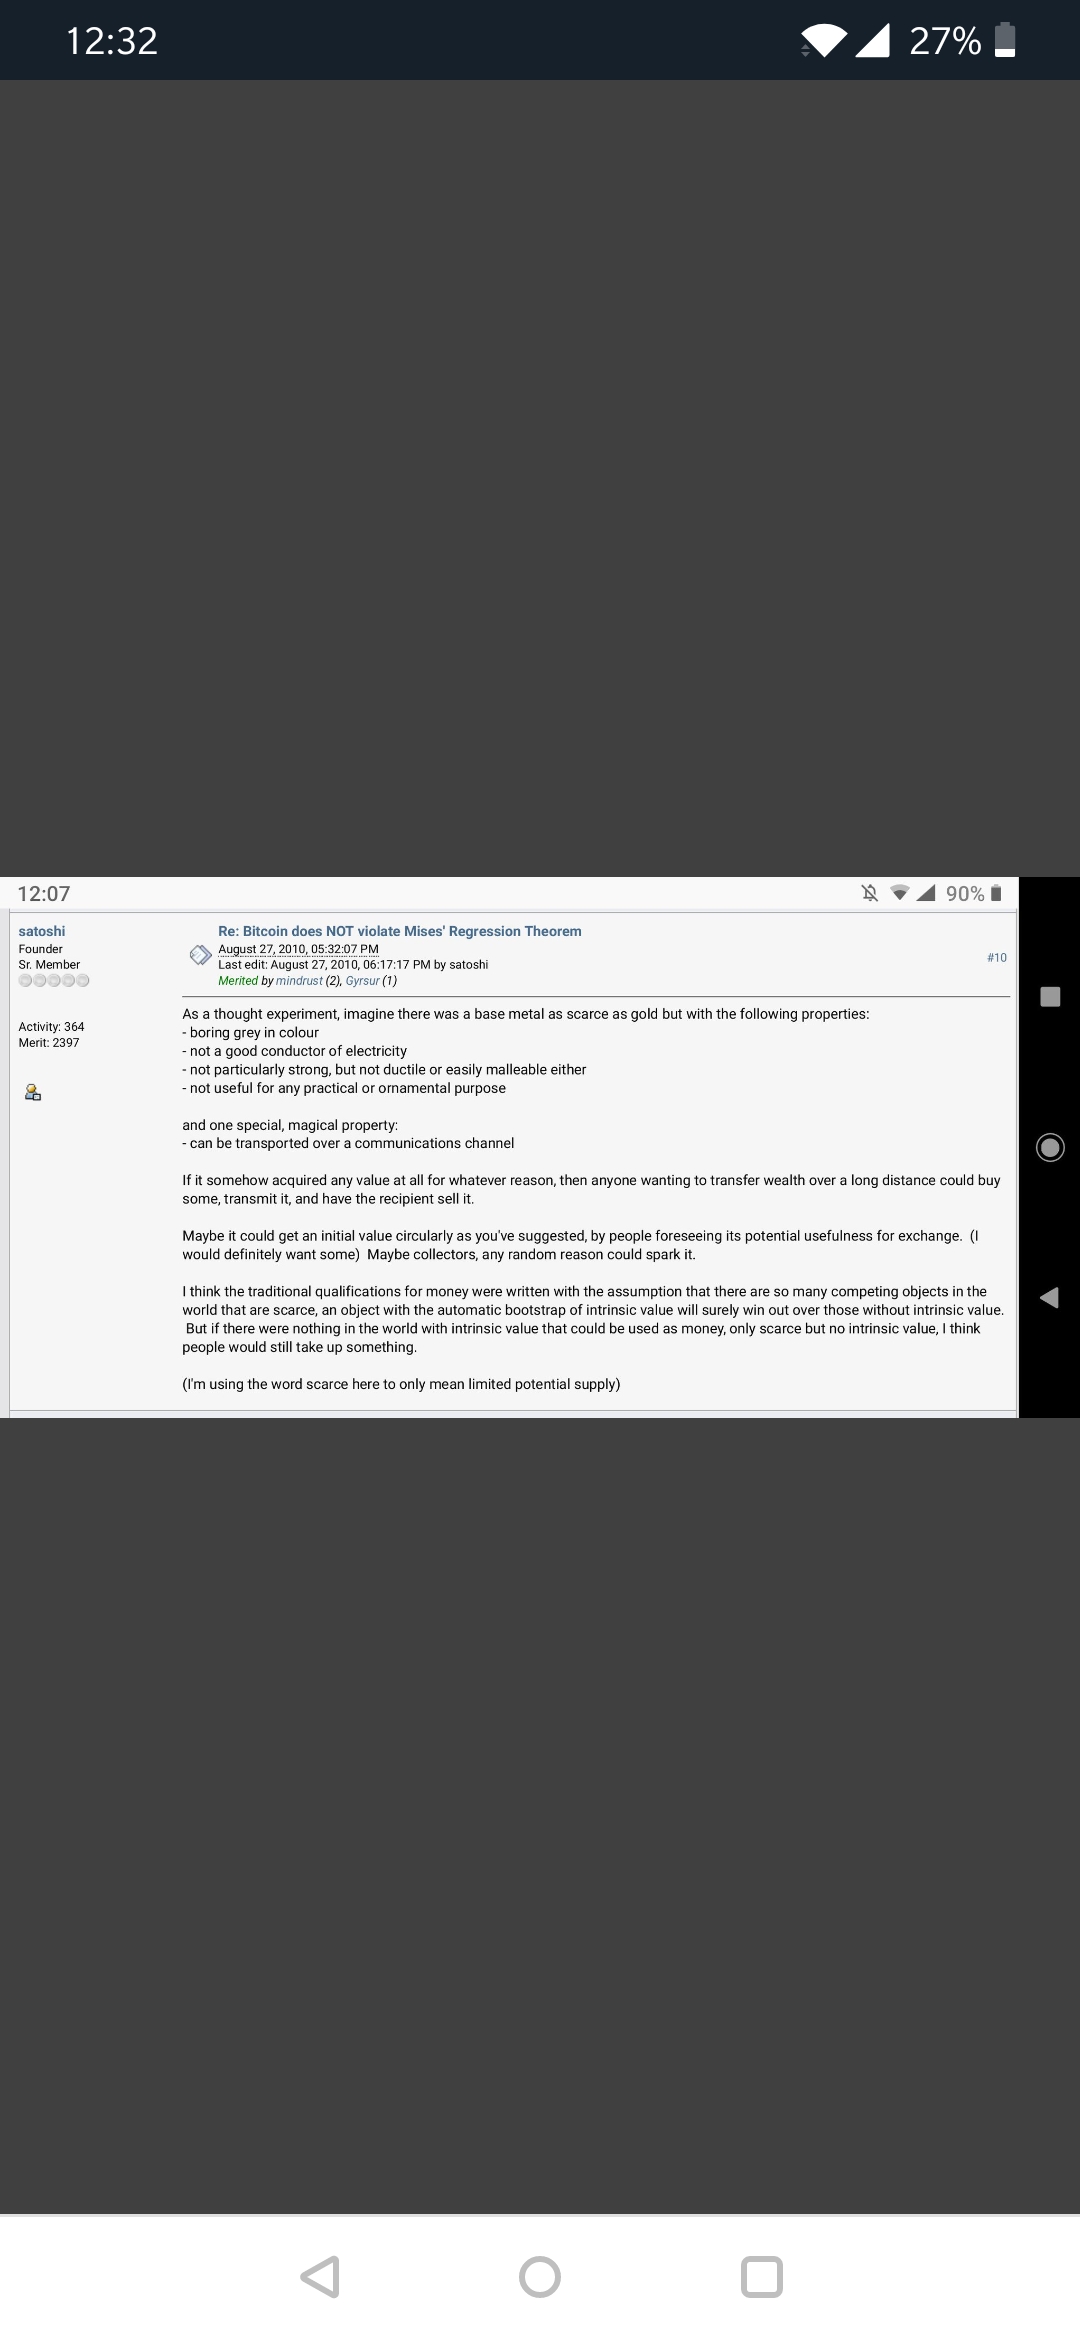 12:32
27%
12:07
90%
satoshi
Founder
Sr. Member
Activity: 364
Merit: 2397
Re: Bitcoin does NOT violate Mises' Regression Theorem
August 27, 2010, 05:32:07 PM
Last edit: August 27, 2010, 06:17:17 PM by satoshi
Merited by mindrust (2), Gyrsur (1)
#10
As a thought experiment, imagine there was a base metal as scarce as gold but with the following properties:
- boring grey in colour
- not a good conductor of electricity
- not particularly strong, but not ductile or easily malleable either
- not useful for any practical or ornamental purpose
and one special, magical property:
- can be transported over a communications channel
If it somehow acquired any value at all for whatever reason, then anyone wanting to transfer wealth over a long distance could buy
some, transmit it, and have the recipient sell it.
Maybe it could get an initial value circularly as you've suggested, by people foreseeing its potential usefulness for exchange.  (I
would definitely want some)  Maybe collectors, any random reason could spark it.
I think the traditional qualifications for money were written with the assumption that there are so many competing objects in the
world that are scarce, an object with the automatic bootstrap of intrinsic value will surely win out over those without intrinsic value.
But if there were nothing in the world with intrinsic value that could be used as money, only scarce but no intrinsic value, I think
people would still take up something.
(I'm using the word scarce here to only mean limited potential supply)